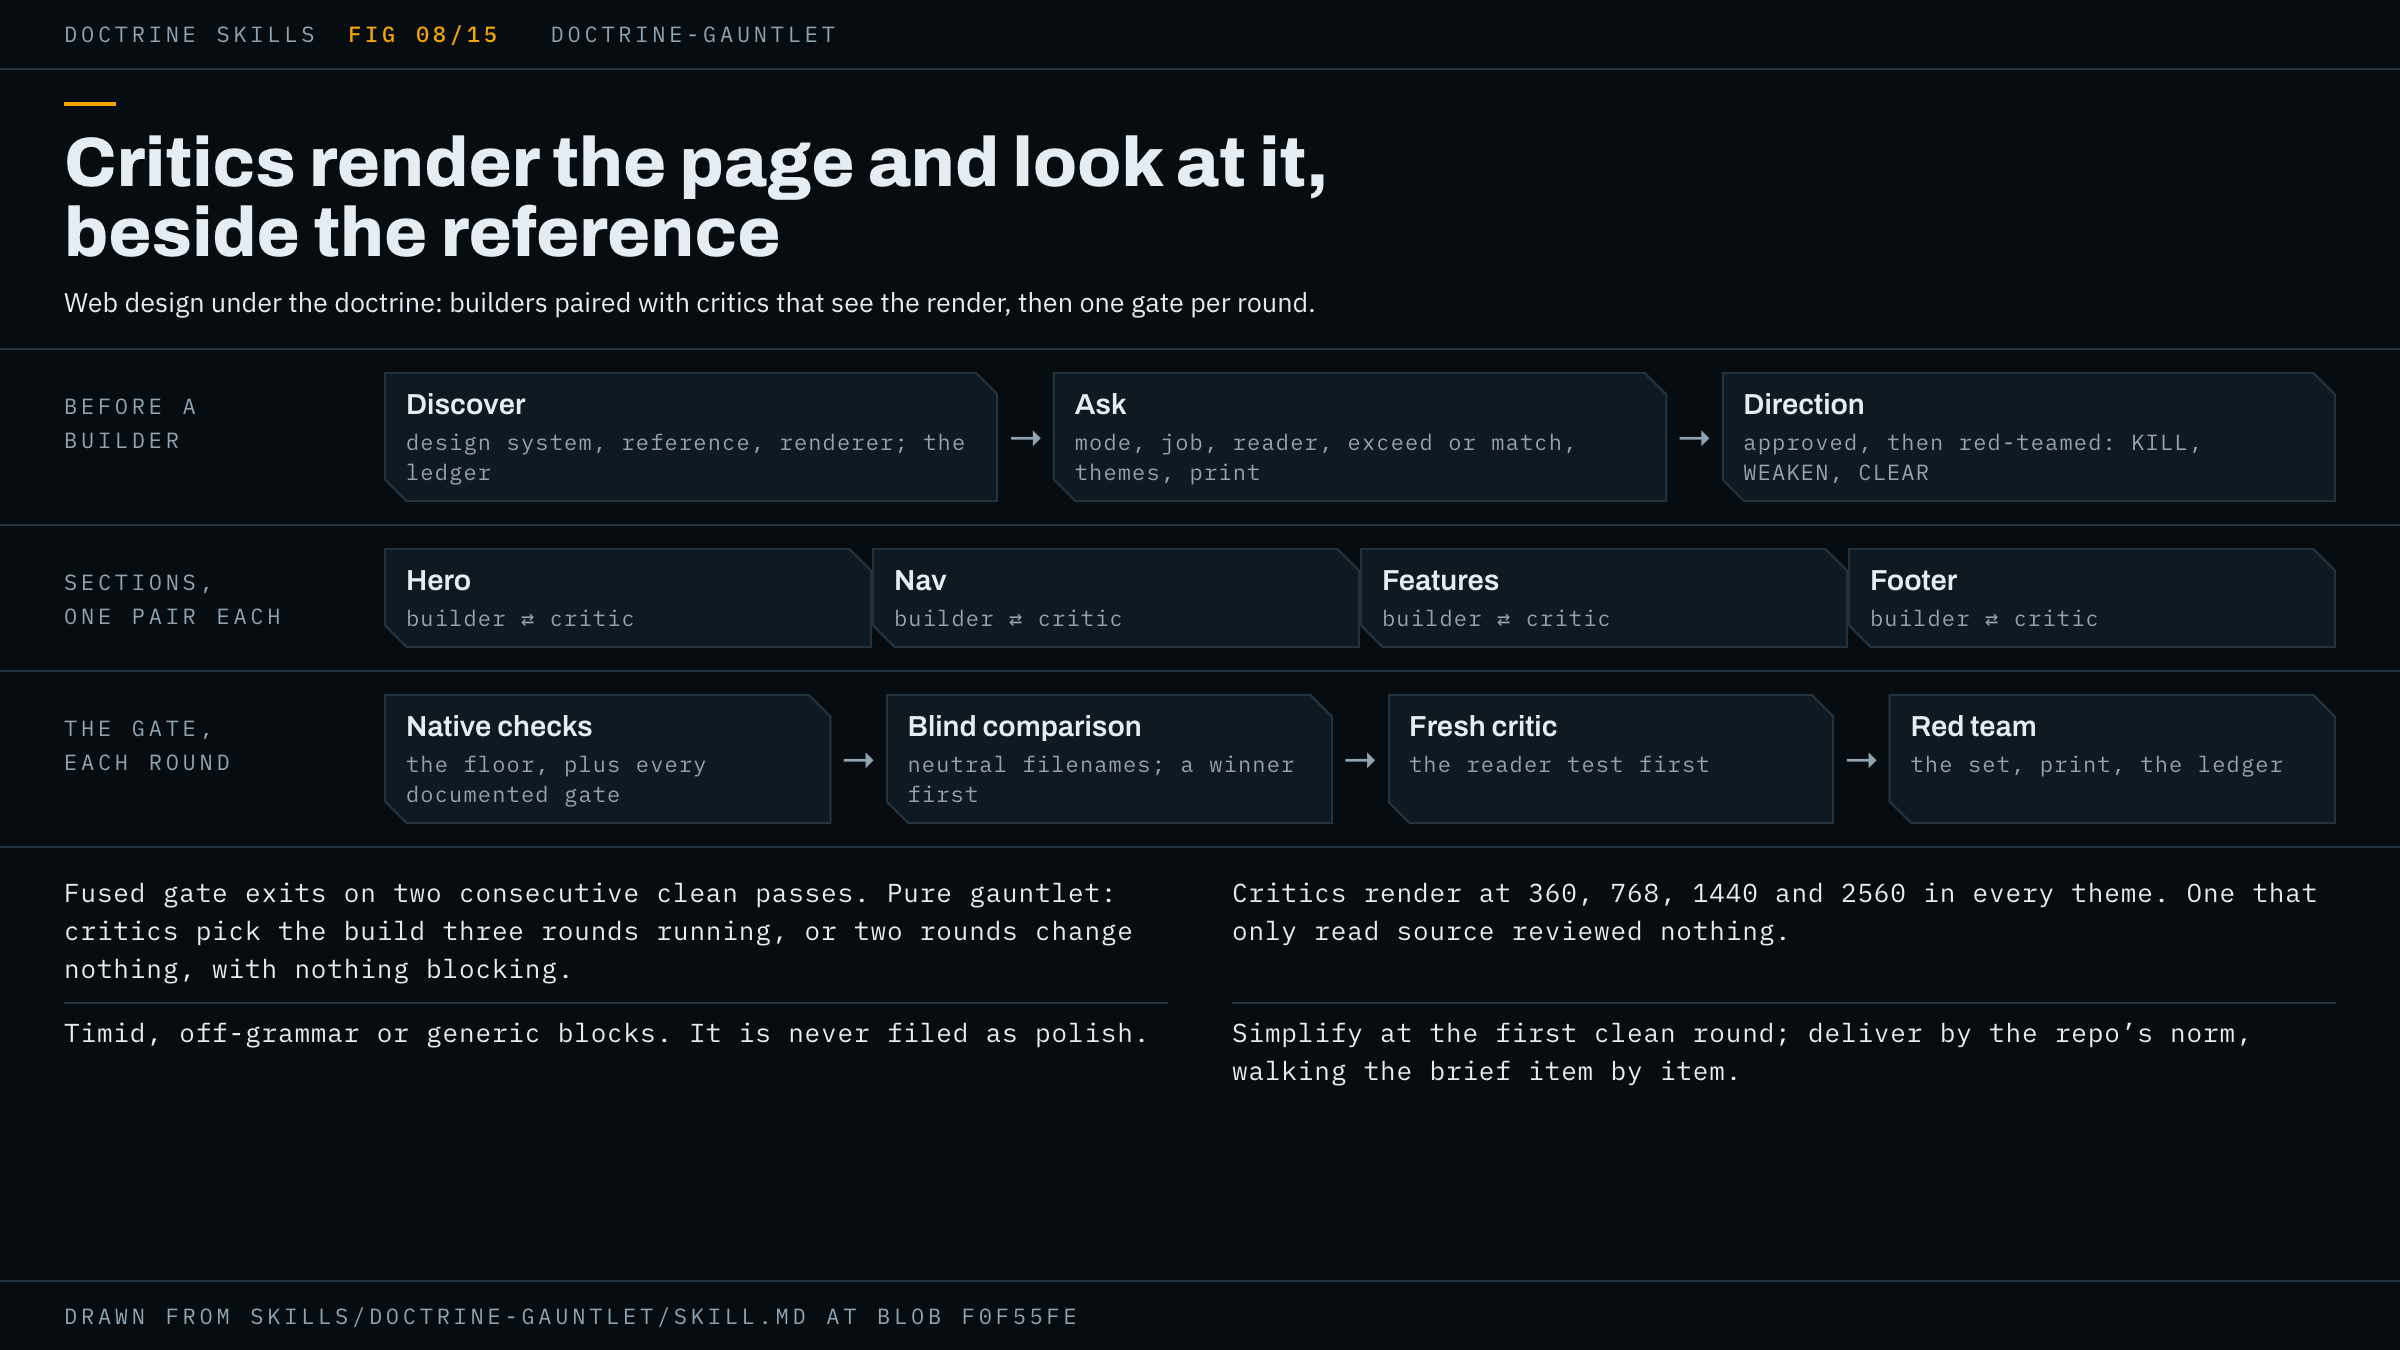 DOCTRINE SKILLS FIG 08/15 DOCTRINE-GAUNTLET
Critics render the page and look at it,
beside the reference
Web design under the doctrine: builders paired with critics that see the render, then one gate per round.
BEFORE A
BUILDER
Discover
design system, reference, renderer; the
ledger
→
Ask
mode, job, reader, exceed or match,
themes, print
→
Direction
approved, then red-teamed: KILL,
WEAKEN, CLEAR
SECTIONS,
ONE PAIR EACH
Hero
builder ⇄ critic
Nav
builder ⇄ critic
Features
builder ⇄ critic
Footer
builder ⇄ critic
THE GATE,
EACH ROUND
Native checks
the floor, plus every
documented gate
→
Blind comparison
neutral filenames; a winner
first
→
Fresh critic
the reader test first
→
Red team
the set, print, the ledger
Fused gate exits on two consecutive clean passes. Pure gauntlet:
critics pick the build three rounds running, or two rounds change
nothing, with nothing blocking.
Critics render at 360, 768, 1440 and 2560 in every theme. One that
only read source reviewed nothing.
Timid, off-grammar or generic blocks. It is never filed as polish.
Simplify at the first clean round; deliver by the repo’s norm,
walking the brief item by item.
DRAWN FROM SKILLS/DOCTRINE-GAUNTLET/SKILL.MD AT BLOB F0F55FE